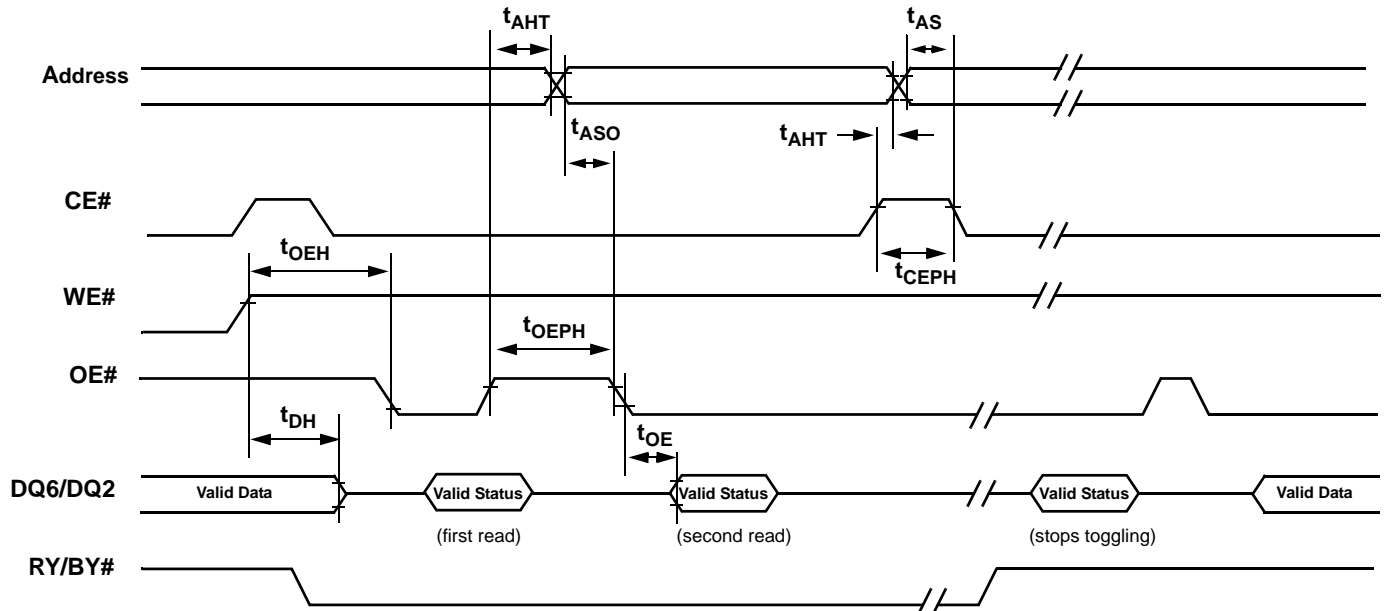 tAHT
tAS
Address
tASO
tAHT
CE#
tOEH
tCEPH
WE#
tOEPH
OE#
tDH
tOE
DQ6/DQ2
Valid Data
Valid Status
Valid Status
Valid Status
Valid Data
(first read)
(second read)
(stops toggling)
RY/BY#